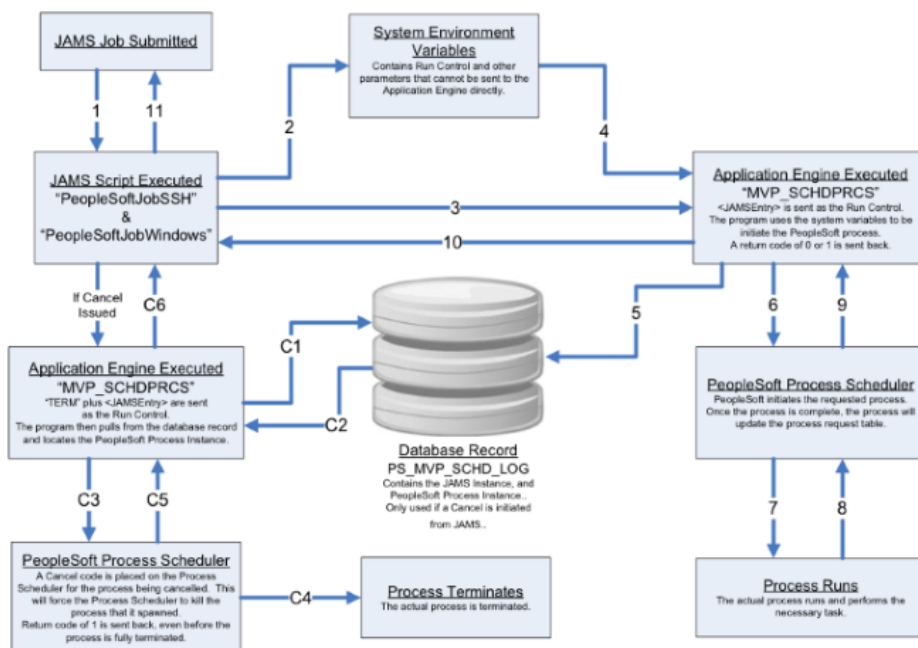 JAMS Job Submitted
System Environment
Variables
Contains Run Control and other
parameters that cannot be sent to the
Application Engine directly.
1
11
2
4
JAMS Script Executed
"PeopleSoftJobSSH"
&
"PeopleSoftJobWindows"
3
10
Application Engine Executed
"MVP_SCHDPRCS"
<JAMSEntry> is sent as the Run Control.
The program uses the system variables to be
initiate the PeopleSoft process.
A return code of 0 or 1 is sent back.
If Cancel
Issued
C6
C1
5
6
9
Application Engine Executed
"MVP_SCHDPRCS"
"TERM" plus <JAMSEntry> are sent
as the Run Control.
The program then pulls from the database record
and locates the PeopleSoft Process Instance.
C2
Database Record
PS_MVP_SCHD_LOG
Contains the JAMS Instance, and
PeopleSoft Process Instance..
Only used if a Cancel is initiated
from JAMS..
PeopleSoft Process Scheduler
PeopleSoft initiates the requested process.
Once the process is complete, the process will
update the process request table.
C3
C5
7
8
PeopleSoft Process Scheduler
A Cancel code is placed on the Process
Scheduler for the process being cancelled. This
will force the Process Scheduler to kill the
process that it spawned.
Return code of 1 is sent back, even before the
process is fully terminated.
C4
Process Terminates
The actual process is terminated.
Process Runs
The actual process runs and performs the
necessary task.